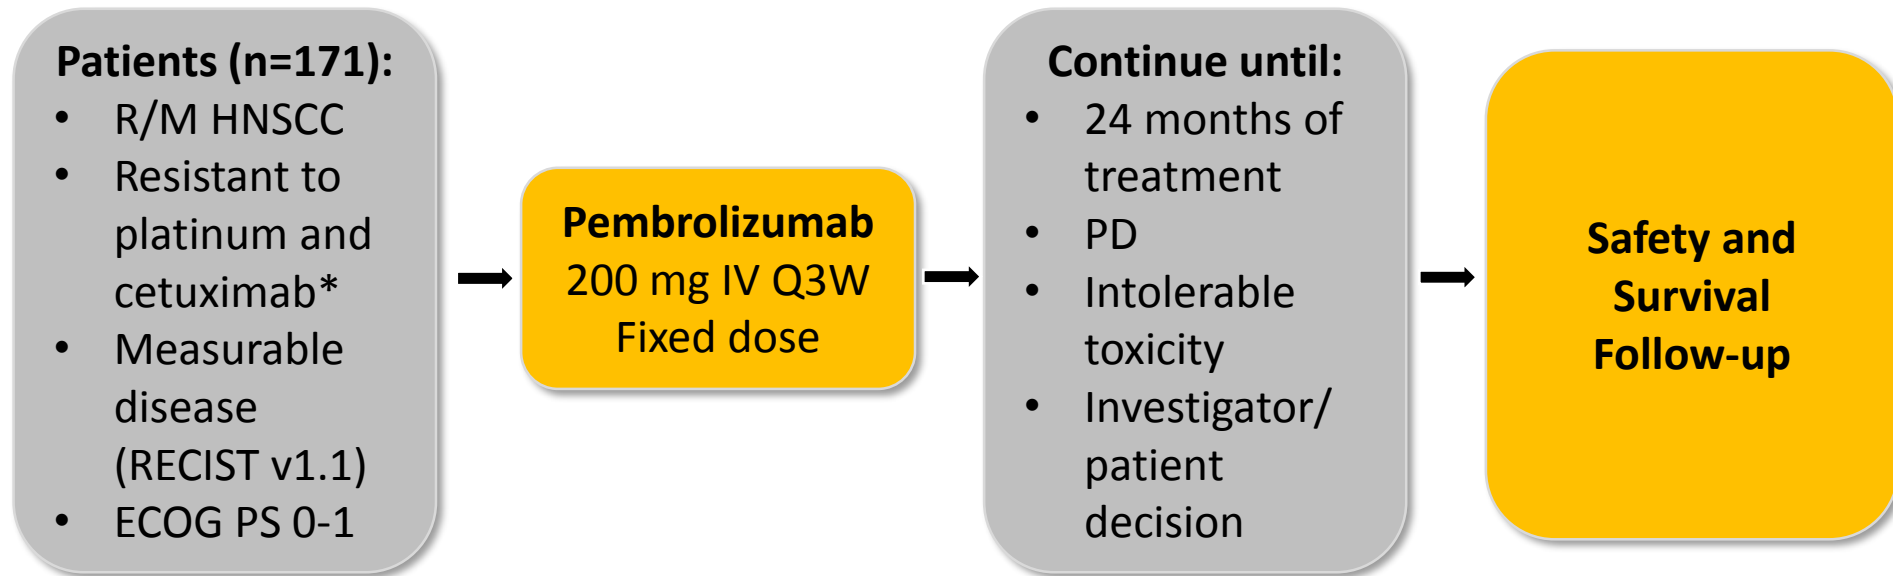 Patients (n=171):
• R/M HNSCC
• Resistant to
platinum and
cetuximab*
• Measurable
disease
(RECIST v1.1)
• ECOG PS 0-1
Pembrolizumab
200 mg IV Q3W
Fixed dose
Continue until:
• 24 months of
treatment
• PD
• Intolerable
toxicity
• Investigator/
patient
decision
Safety and
Survival
Follow-up